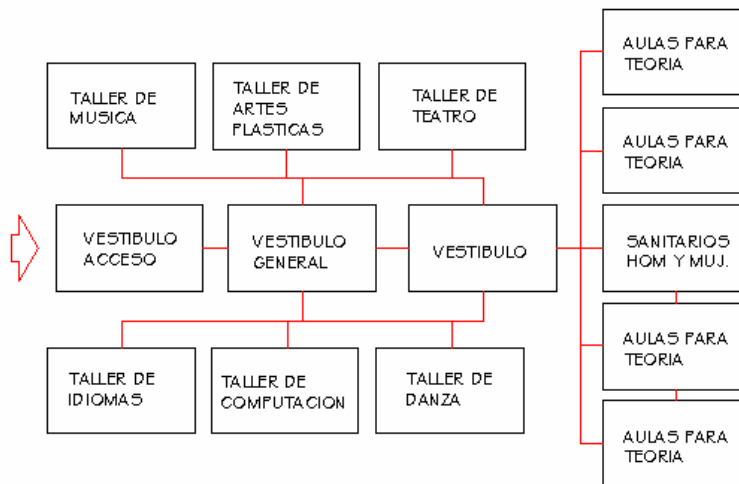 AULAS PARA
TEORIA
TALLER DE
MUSICA
TALLER DE
ARTES
PLASTICAS
TALLER DE
TEATRO
AULAS PARA
TEORIA
VESTIBULO
ACCESO
VESTIBULO
GENERAL
VESTIBULO
SANITARIOS
HOM Y MUJ.
TALLER DE
IDIOMAS
TALLER DE
COMPUTACION
TALLER DE
DANZA
AULAS PARA
TEORIA
AULAS PARA
TEORIA